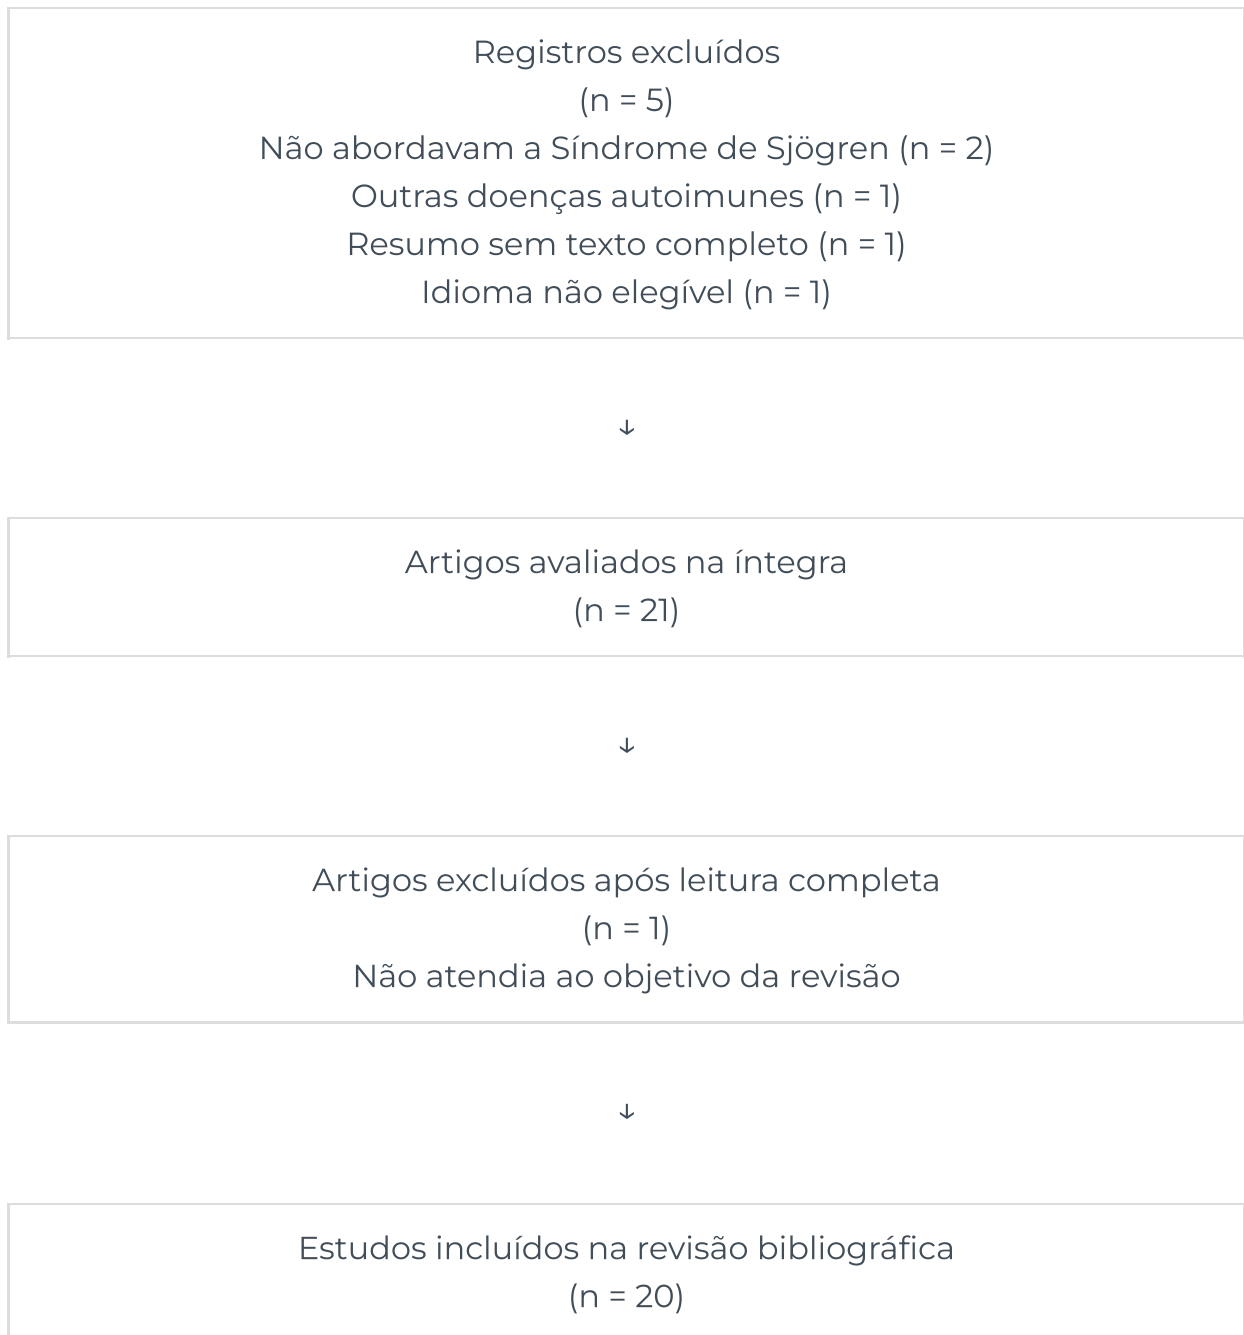 Registros excluídos
(n = 5)
Não abordavam a Síndrome de Sjögren (n = 2)
Outras doenças autoimunes (n = 1)
Resumo sem texto completo (n = 1)
Idioma não elegível (n = 1)
↓
Artigos avaliados na íntegra
(n = 21)
↓
Artigos excluídos após leitura completa
(n = 1)
Não atendia ao objetivo da revisão
↓
Estudos incluídos na revisão bibliográfica
(n = 20)